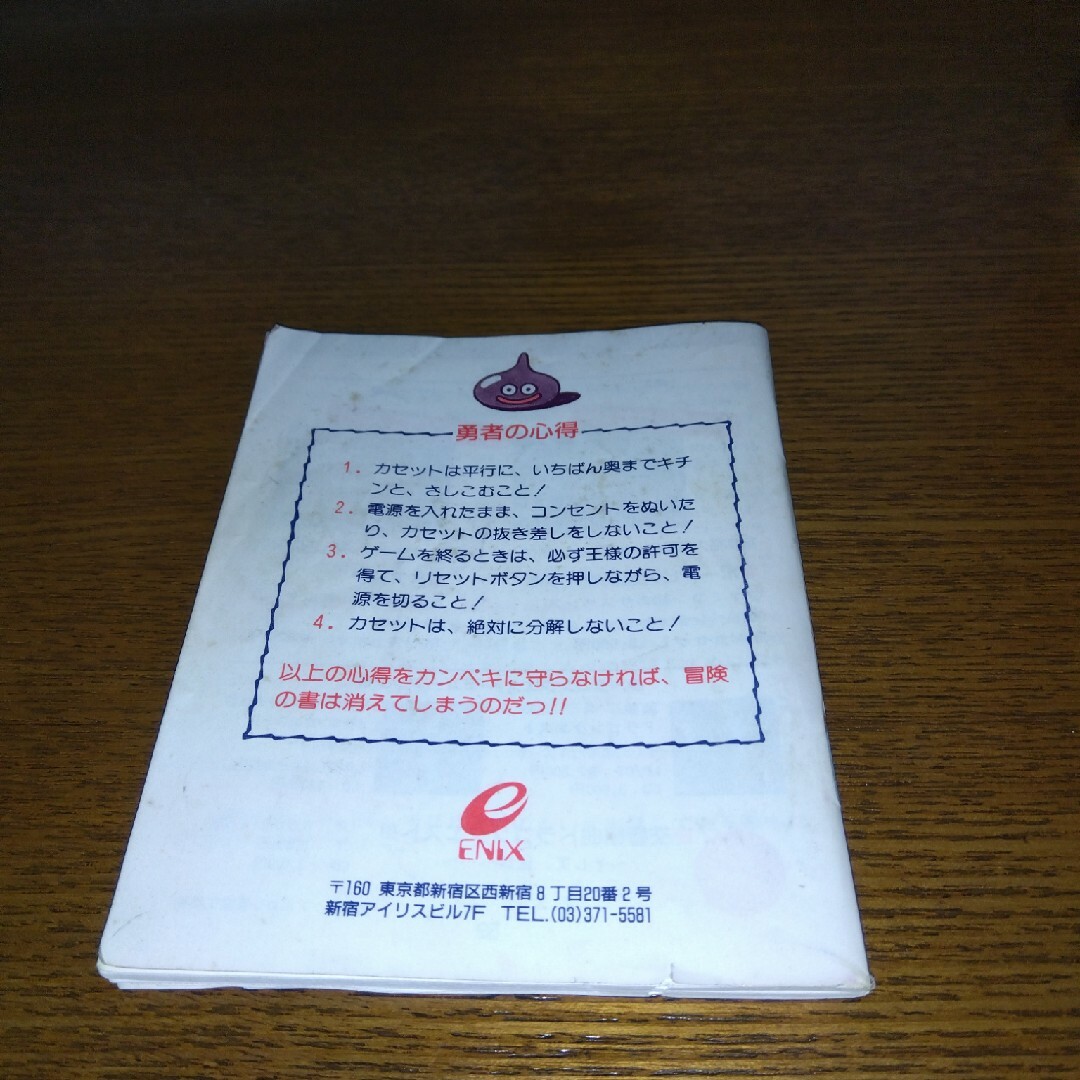 勇者の心得
1. カセットは平行に、いちばん奥までキチ
ンと、さしこむこと!
2. 電源を入れたまま、コンセントをぬいた
り、カセットの抜き差しをしないこと!
3. ゲームを終るときは、必ず王様の許可を
得て、リセットボタンを押しながら、電
源を切ること!
4. カセットは、絶対に分解しないこと!
以上の心得をカンペキに守らなければ、冒険
の書は消えてしまうのだっ!!
e
ENIX
〒160 東京都新宿区西新宿8丁目20番2号
新宿アイリスビル7F TEL.(03)371-5581